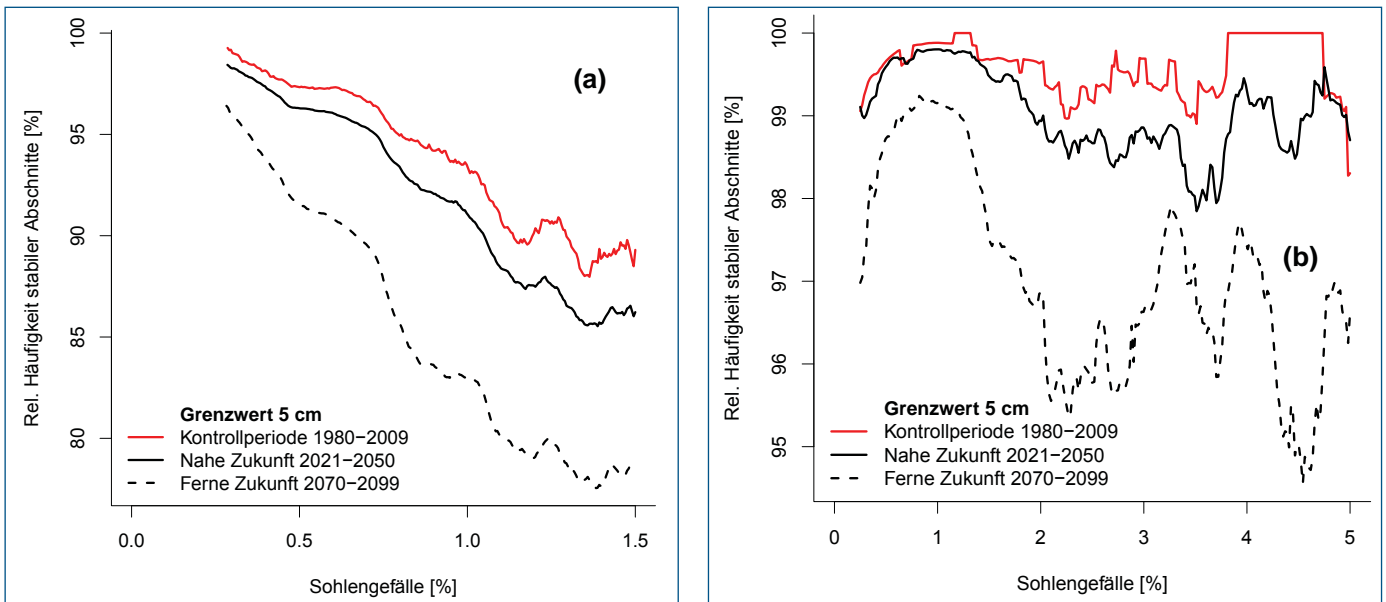 Rel. Häufigkeit stabiler Abschnitte [%]
100
95
90
85
80
(a)
Grenzwert 5 cm
Kontrollperiode 1980−2009
Nahe Zukunft 2021−2050
Ferne Zukunft 2070−2099
0.0 0.5 1.0 1.5
Sohlengefälle [%]
Rel. Häufigkeit stabiler Abschnitte [%]
100
99
98
97
96
95
(b)
Grenzwert 5 cm
Kontrollperiode 1980−2009
Nahe Zukunft 2021−2050
Ferne Zukunft 2070−2099
0 1 2 3 4 5
Sohlengefälle [%]